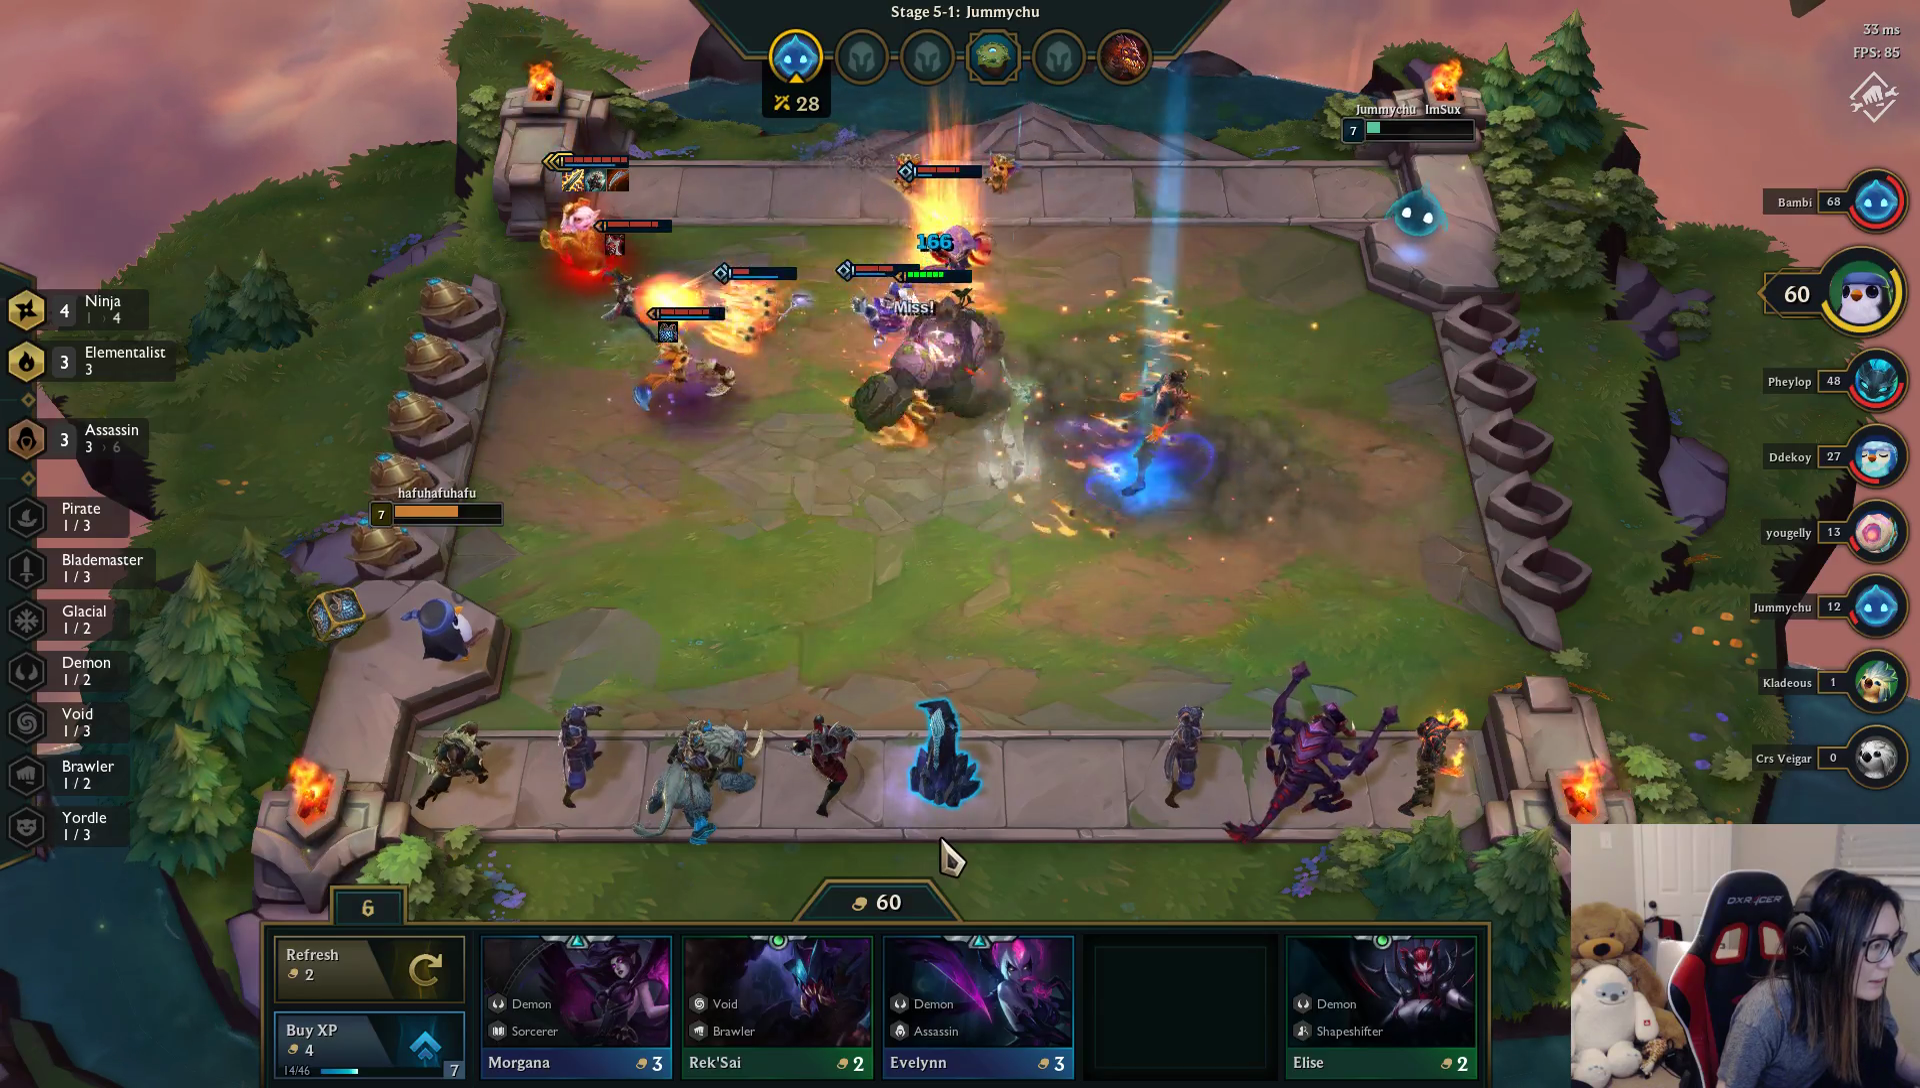 Stage 5-1: Jummychu
33 ms
FPS: 85
28
Jummychu ImSux
7
Bambi 68
60
Pheylop 48
Ddekoy 27
yougelly 13
Jummychu 12
Kladeous 1
Crs Veigar 0
166
Miss!
4 Ninja
1 > 4
3 Elementalist
3
3 Assassin
3 > 6
Pirate
1 / 3
Blademaster
1 / 3
Glacial
1 / 2
Demon
1 / 2
Void
1 / 3
Brawler
1 / 2
Yordle
1 / 3
hafuhafuhafu
7
6
60
Refresh
2
Buy XP
4
14/46
7
Demon
Sorcerer
Morgana 3
Void
Brawler
Rek'Sai 2
Demon
Assassin
Evelynn 3
Demon
Shapeshifter
Elise 2
DXRACER